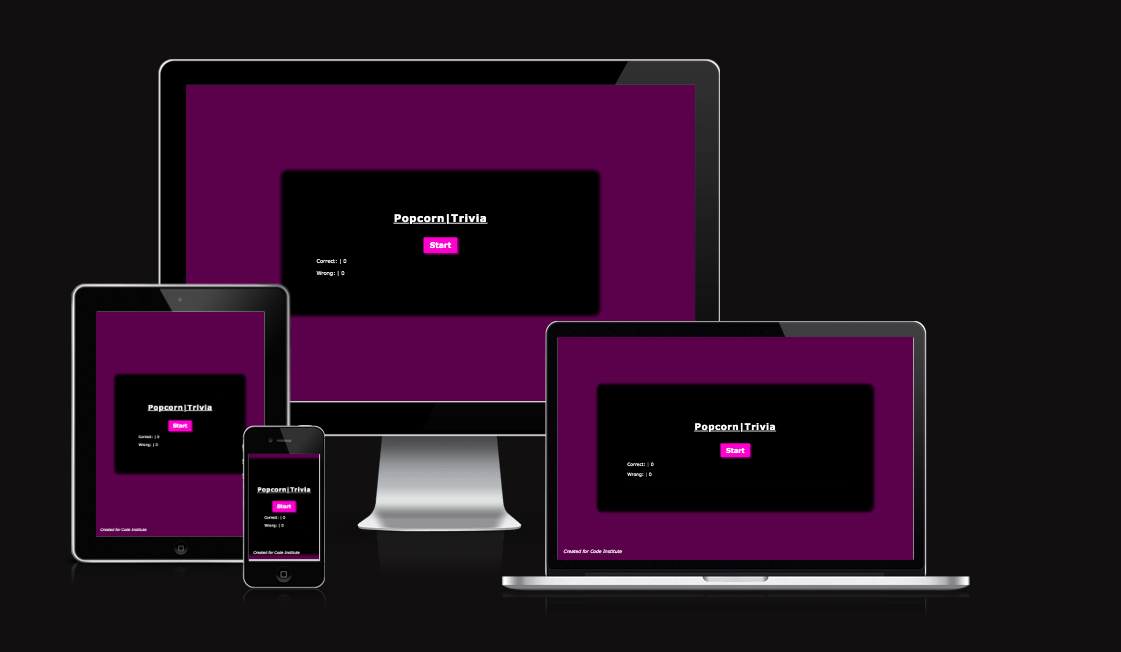 Popcorn|Trivia
Start
Correct: | 0
Wrong: | 0
Popcorn|Trivia
Start
Correct: | 0
Wrong: | 0
Created for Code Institute
Popcorn|Trivia
Start
Correct: | 0
Wrong: | 0
Created for Code Institute
Popcorn|Trivia
Start
Correct: | 0
Wrong: | 0
Created for Code Institute